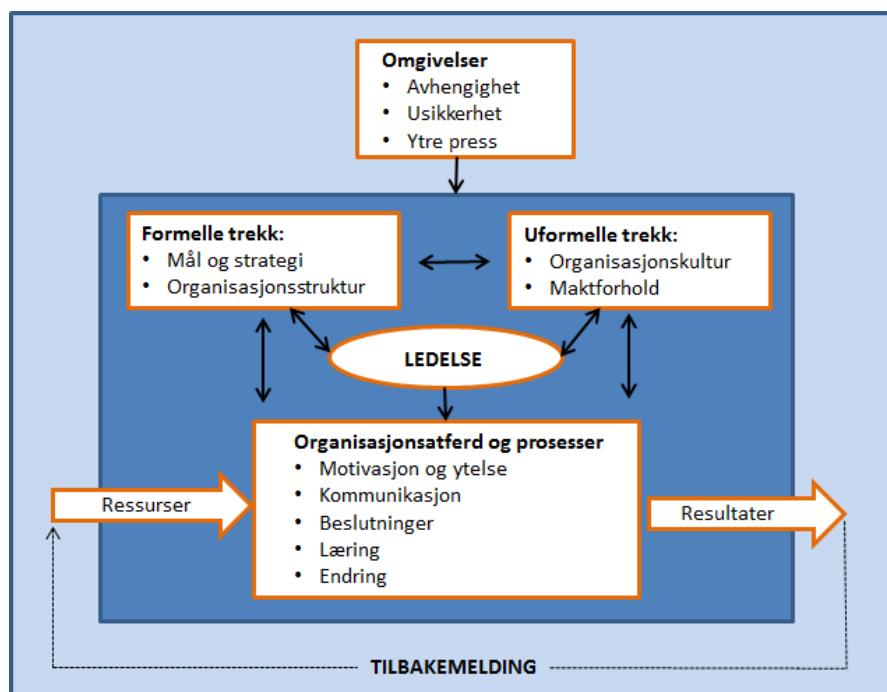 Omgivelser
• Avhengighet
• Usikkerhet
• Ytre press
Formelle trekk:
• Mål og strategi
• Organisasjonsstruktur
Uformelle trekk:
• Organisasjonskultur
• Maktforhold
LEDELSE
Organisasjonsatferd og prosesser
• Motivasjon og ytelse
• Kommunikasjon
• Beslutninger
• Læring
• Endring
Ressurser
Resultater
TILBAKEMELDING